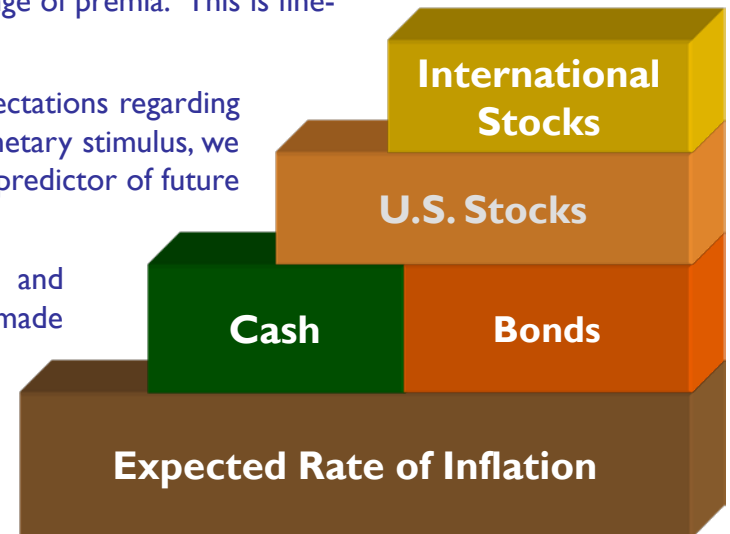 nge of premia. This is fine-
ectations regarding
netary stimulus, we
predictor of future
and
made
International
Stocks
U.S. Stocks
Cash
Bonds
Expected Rate of Inflation